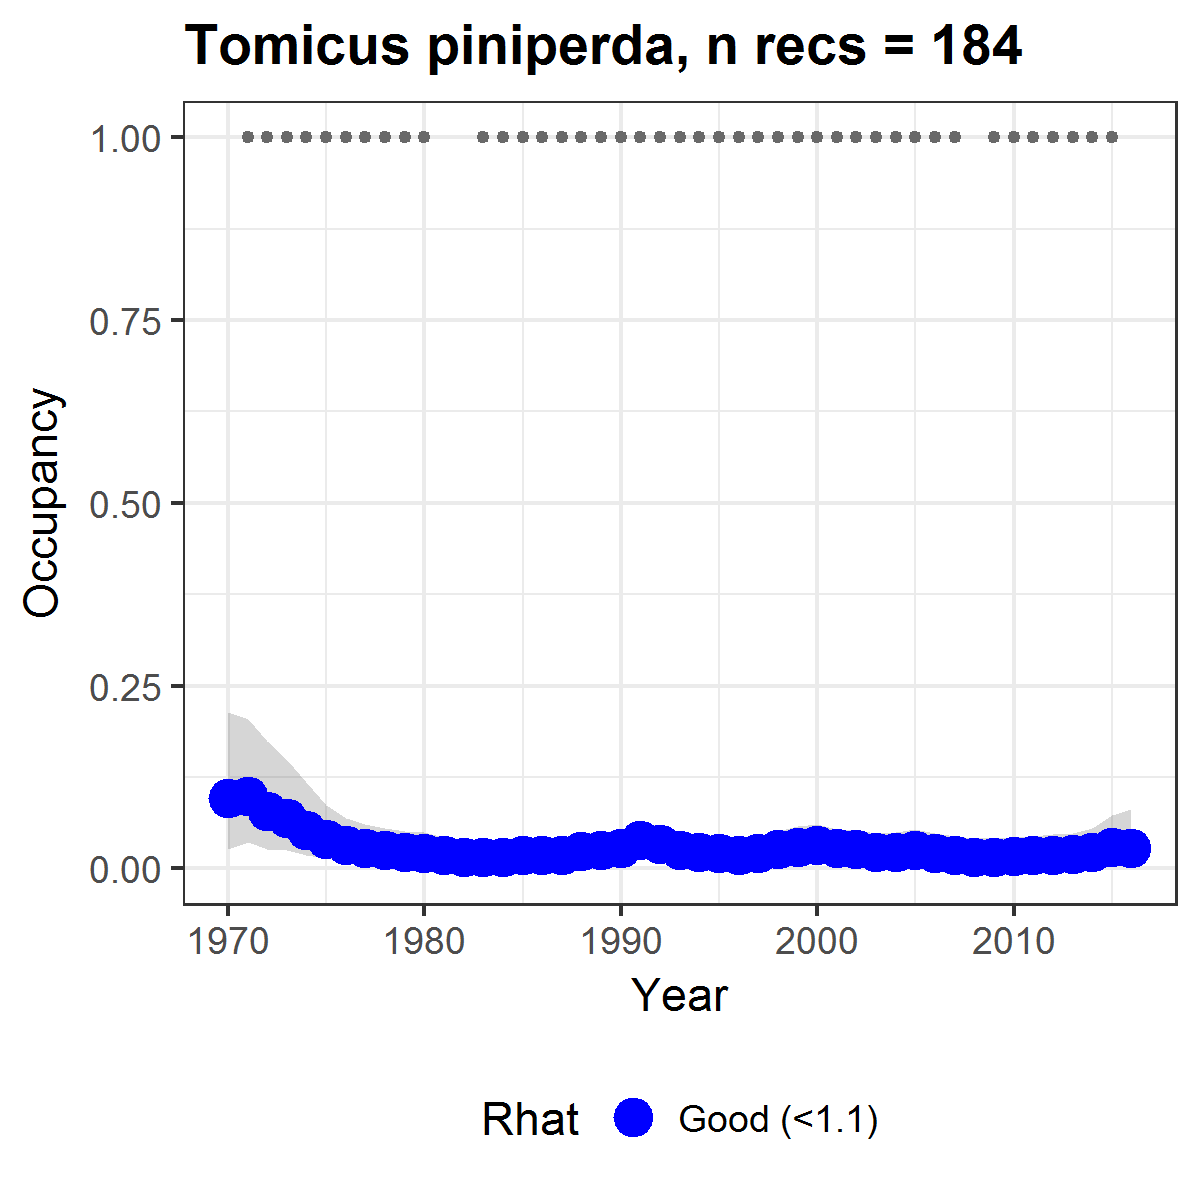 Tomicus piniperda, n recs = 184
1.00
0.75
0.50
0.25
0.00
Occupancy
1970 1980 1990 2000 2010
Year
Rhat Good (<1.1)